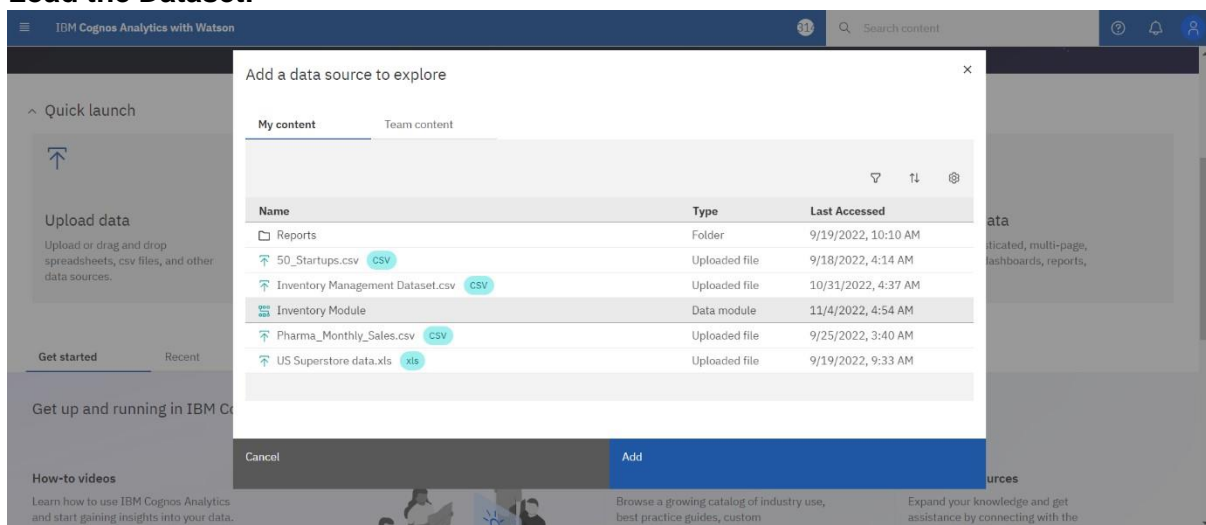 Load the Dataset:
IBM Cognos Analytics with Watson
Search content
Add a data source to explore
Quick launch
My content Team content
Upload data
Upload or drag and drop
spreadsheets, csv files, and other
data sources.
Name Type Last Accessed
Reports Folder 9/19/2022, 10:10 AM
50_Startups.csv CSV Uploaded file 9/18/2022, 4:14 AM
Inventory Management Dataset.csv CSV Uploaded file 10/31/2022, 4:37 AM
Inventory Module Data module 11/4/2022, 4:54 AM
Pharma_Monthly_Sales.csv CSV Uploaded file 9/25/2022, 3:40 AM
US Superstore data.xls xls Uploaded file 9/19/2022, 9:33 AM
ata
sticated, multi-page,
dashboards, reports,
Get started Recent
Get up and running in IBM Co
Cancel Add
How-to videos
Learn how to use IBM Cognos Analytics
and start gaining insights into your data.
Browse a growing catalog of industry use,
best practice guides, custom
urces
Expand your knowledge and get
assistance by connecting with the